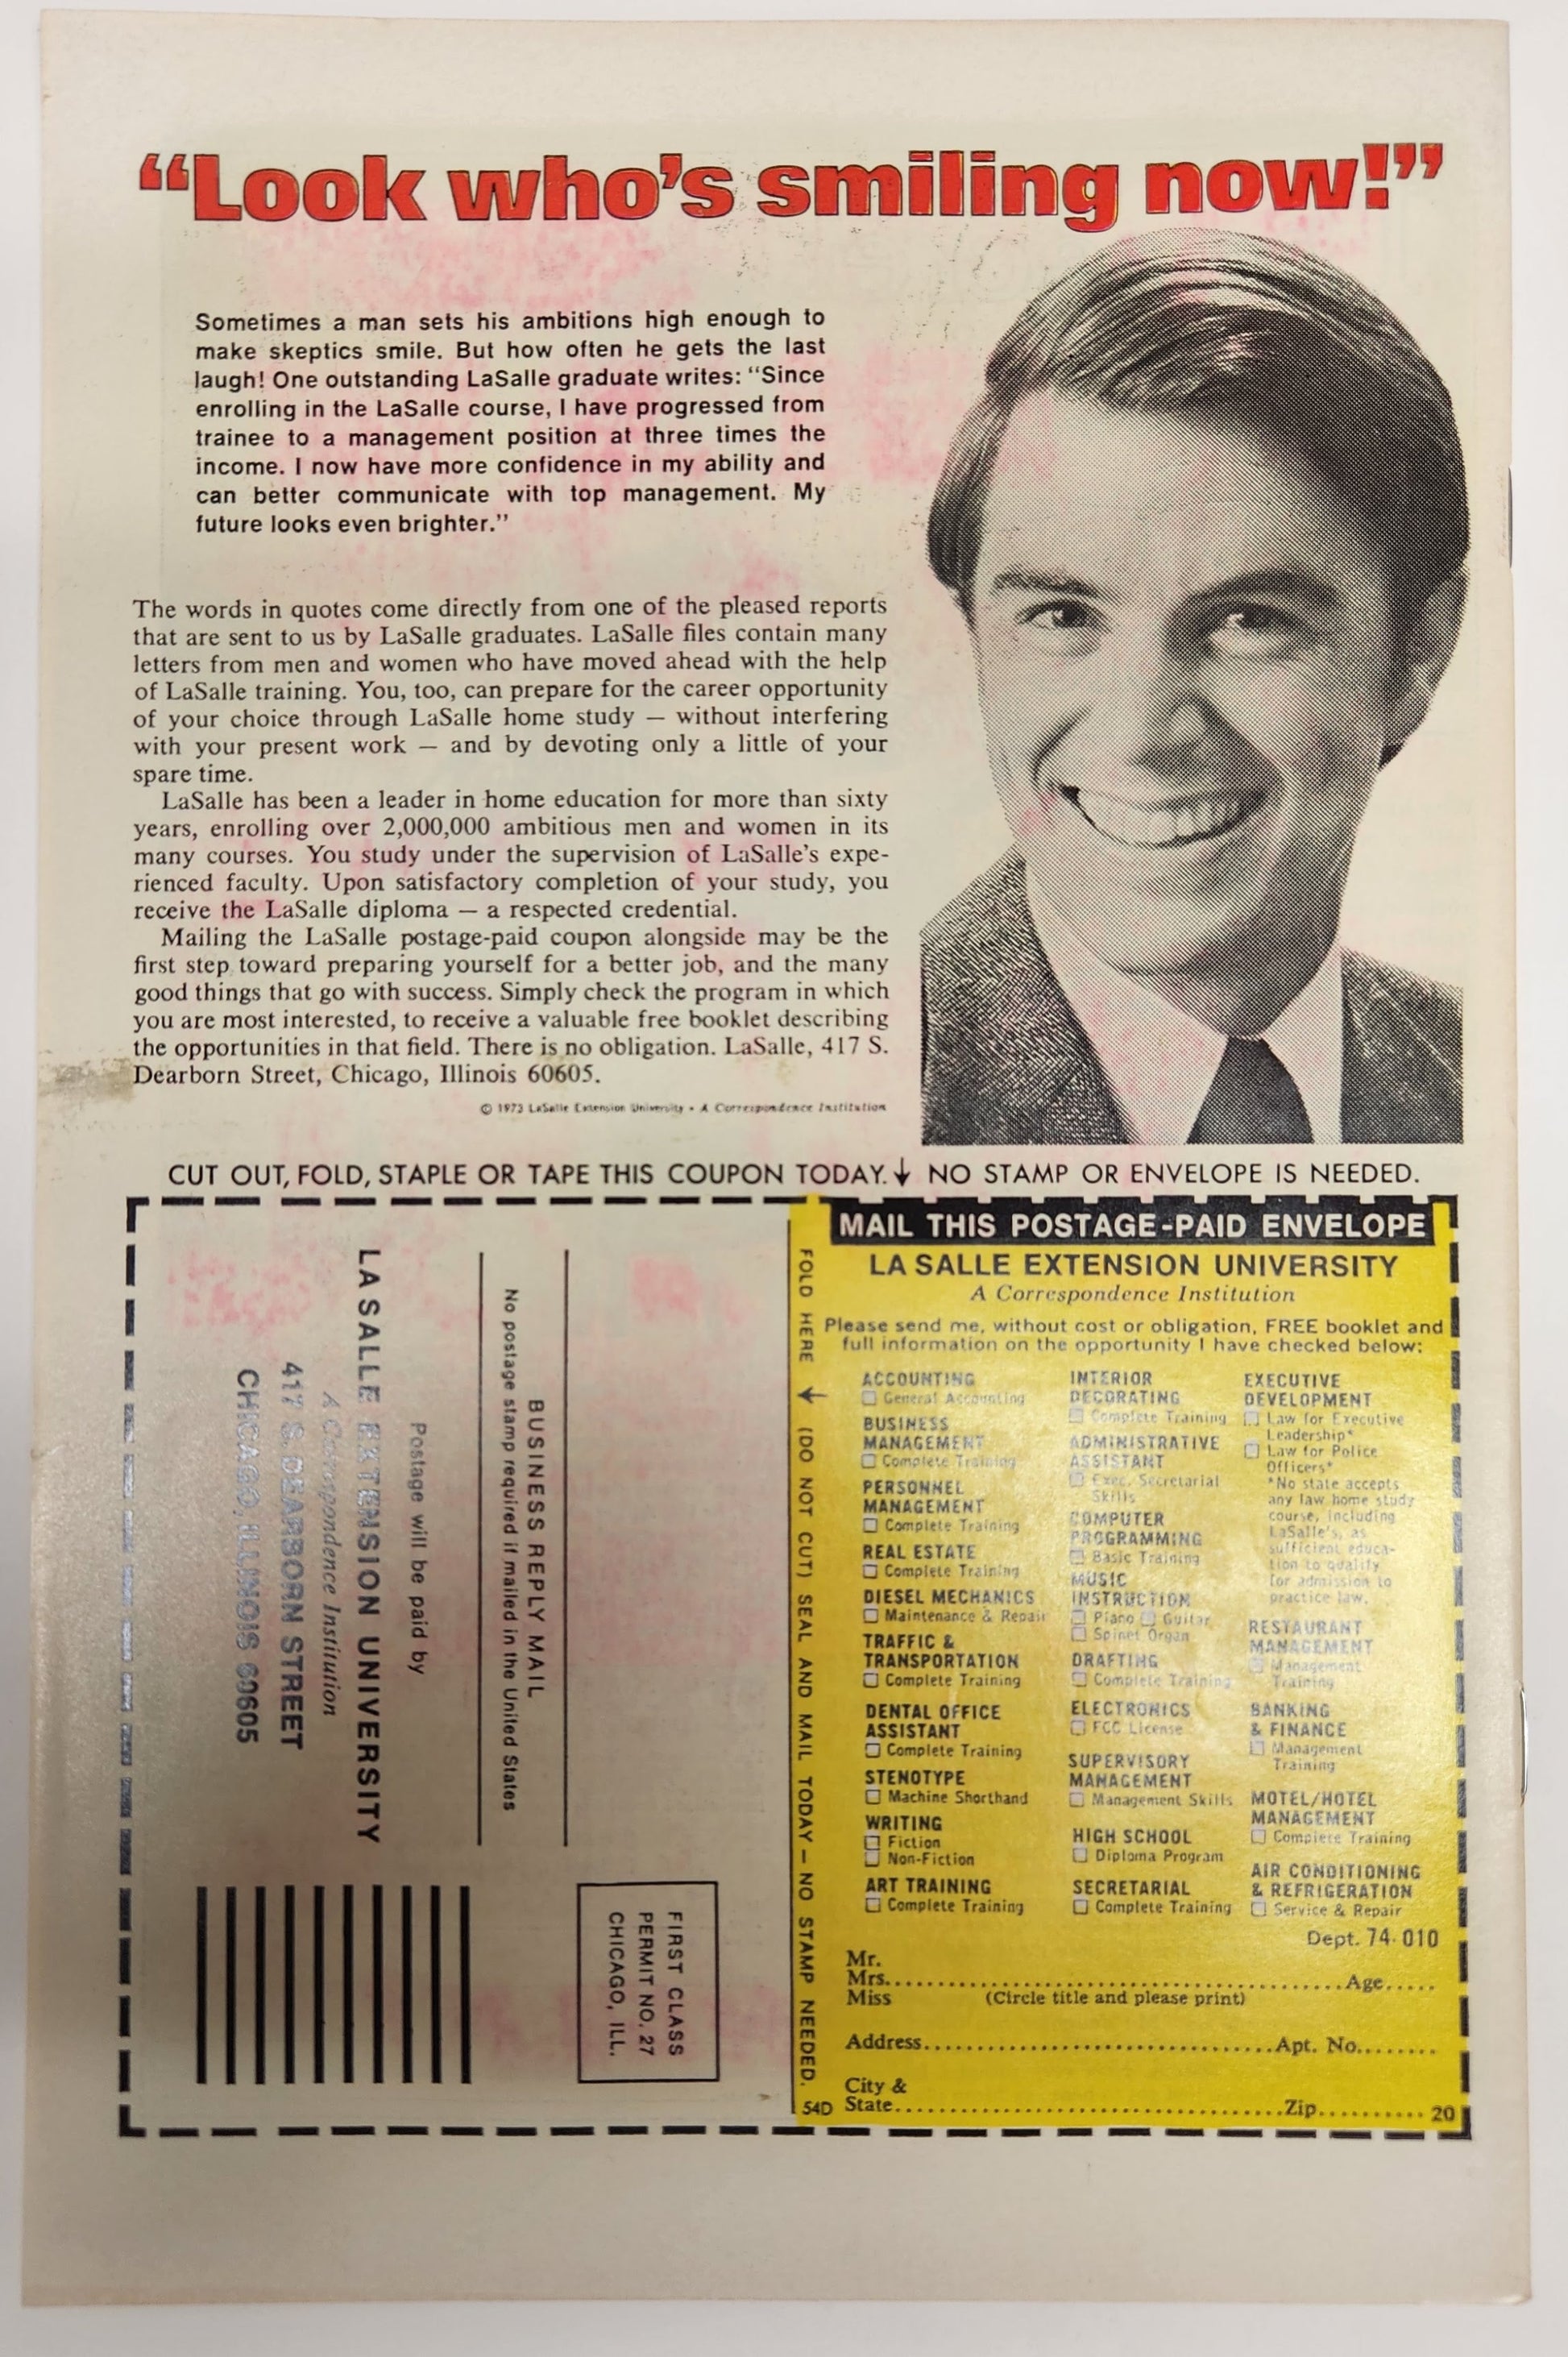 “Look who’s smiling now!”
Sometimes a man sets his ambitions high enough to
make skeptics smile. But how often he gets the last
laugh! One outstanding LaSalle graduate writes: “Since
enrolling in the LaSalle course, I have progressed from
trainee to a management position at three times the
income. I now have more confidence in my ability and
can better communicate with top management. My
future looks even brighter.”
The words in quotes come directly from one of the pleased reports
that are sent to us by LaSalle graduates. LaSalle files contain many
letters from men and women who have moved ahead with the help
of LaSalle training. You, too, can prepare for the career opportunity
of your choice through LaSalle home study — without interfering
with your present work — and by devoting only a little of your
spare time.
LaSalle has been a leader in home education for more than sixty
years, enrolling over 2,000,000 ambitious men and women in its
many courses. You study under the supervision of LaSalle's expe-
rienced faculty. Upon satisfactory completion of your study, you
receive the LaSalle diploma — a respected credential.
Mailing the LaSalle postage-paid coupon alongside may be the
first step toward preparing yourself for a better job, and the many
good things that go with success. Simply check the program in which
you are most interested, to receive a valuable free booklet describing
the opportunities in that field. There is no obligation. LaSalle, 417 S.
Dearborn Street, Chicago, Illinois 60605.
© 1973 LaSalle Extension University • A Correspondence Institution
CUT OUT, FOLD, STAPLE OR TAPE THIS COUPON TODAY.↓ NO STAMP OR ENVELOPE IS NEEDED.
FIRST CLASS
PERMIT NO. 27
CHICAGO, ILL.
BUSINESS REPLY MAIL
No postage stamp required if mailed in the United States
Postage will be paid by
LA SALLE EXTENSION UNIVERSITY
A Correspondence Institution
417 S. DEARBORN STREET
CHICAGO, ILLINOIS 60605
FOLD HERE ↓ (DO NOT CUT) SEAL AND MAIL TODAY — NO STAMP NEEDED.
54D
MAIL THIS POSTAGE-PAID ENVELOPE
LA SALLE EXTENSION UNIVERSITY
A Correspondence Institution
Please send me, without cost or obligation, FREE booklet and
full information on the opportunity I have checked below:
ACCOUNTING
☐ General Accounting
BUSINESS
MANAGEMENT
☐ Complete Training
PERSONNEL
MANAGEMENT
☐ Complete Training
REAL ESTATE
☐ Complete Training
DIESEL MECHANICS
☐ Maintenance & Repair
TRAFFIC &
TRANSPORTATION
☐ Complete Training
DENTAL OFFICE
ASSISTANT
☐ Complete Training
STENOTYPE
☐ Machine Shorthand
WRITING
☐ Fiction
☐ Non-Fiction
ART TRAINING
☐ Complete Training
INTERIOR
DECORATING
☐ Complete Training
ADMINISTRATIVE
ASSISTANT
☐ Exec. Secretarial
Skills
COMPUTER
PROGRAMMING
☐ Basic Training
MUSIC
INSTRUCTION
☐ Piano ☐ Guitar
☐ Spinet Organ
DRAFTING
☐ Complete Training
ELECTRONICS
☐ FCC License
SUPERVISORY
MANAGEMENT
☐ Management Skills
HIGH SCHOOL
☐ Diploma Program
SECRETARIAL
☐ Complete Training
EXECUTIVE
DEVELOPMENT
☐ Law for Executive
Leadership*
☐ Law for Police
Officers*
*No state accepts
any law home study
course, including
LaSalle's, as
sufficient educa-
tion to qualify
for admission to
practice law.
RESTAURANT
MANAGEMENT
☐ Management
Training
BANKING
& FINANCE
☐ Management
Training
MOTEL/HOTEL
MANAGEMENT
☐ Complete Training
AIR CONDITIONING
& REFRIGERATION
☐ Service & Repair
Dept. 74-010
Mr.
Mrs. Age
Miss (Circle title and please print)
Address Apt. No.
City &
State Zip 20